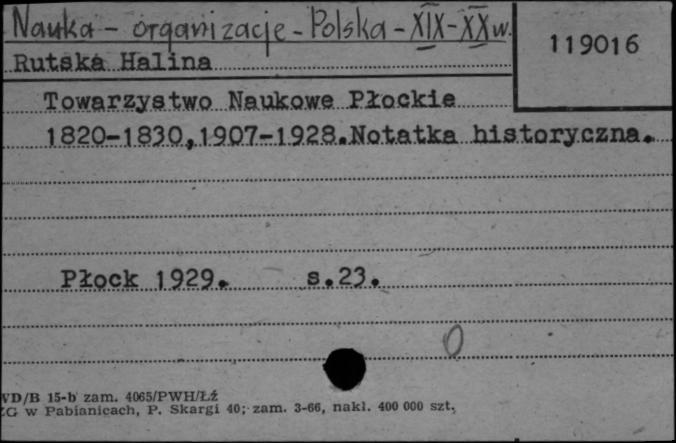 Nauka - organizacje - Polska - XIX-XX w.
119016
Rutska Halina
Towarzystwo Naukowe Płockie
1820-1830,1907-1928.Notatka historyczna.
Płock 1929. s.23.
0
VD/B 15-b zam. 4065/PWH/Łź
ZG w Pabianicach, P. Skargi 40; zam. 3-66, nakl. 400 000 szt.